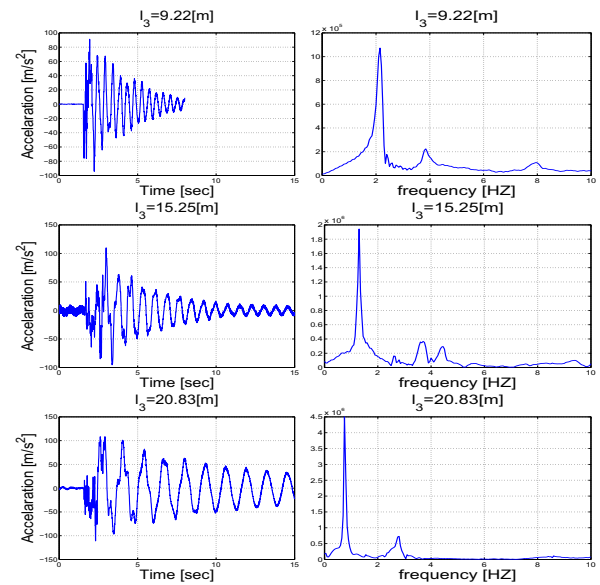 l3=9.22[m]
Accelaration [m/s2]
100
80
60
40
20
0
−20
−40
−60
−80
−100
0 5 10 15
Time [sec]
l3=9.22[m]
x 10^5
12
10
8
6
4
2
0
0 2 4 6 8 10
frequency [HZ]
l3=15.25[m]
Accelaration [m/s2]
150
100
50
0
−50
−100
0 5 10 15
Time [sec]
l3=15.25[m]
x 10^6
2
1.8
1.6
1.4
1.2
1
0.8
0.6
0.4
0.2
0
0 2 4 6 8 10
frequency [HZ]
l3=20.83[m]
Accelaration [m/s2]
150
100
50
0
−50
−100
−150
0 5 10 15
Time [sec]
l3=20.83[m]
x 10^6
4.5
4
3.5
3
2.5
2
1.5
1
0.5
0
0 2 4 6 8 10
frequency [HZ]